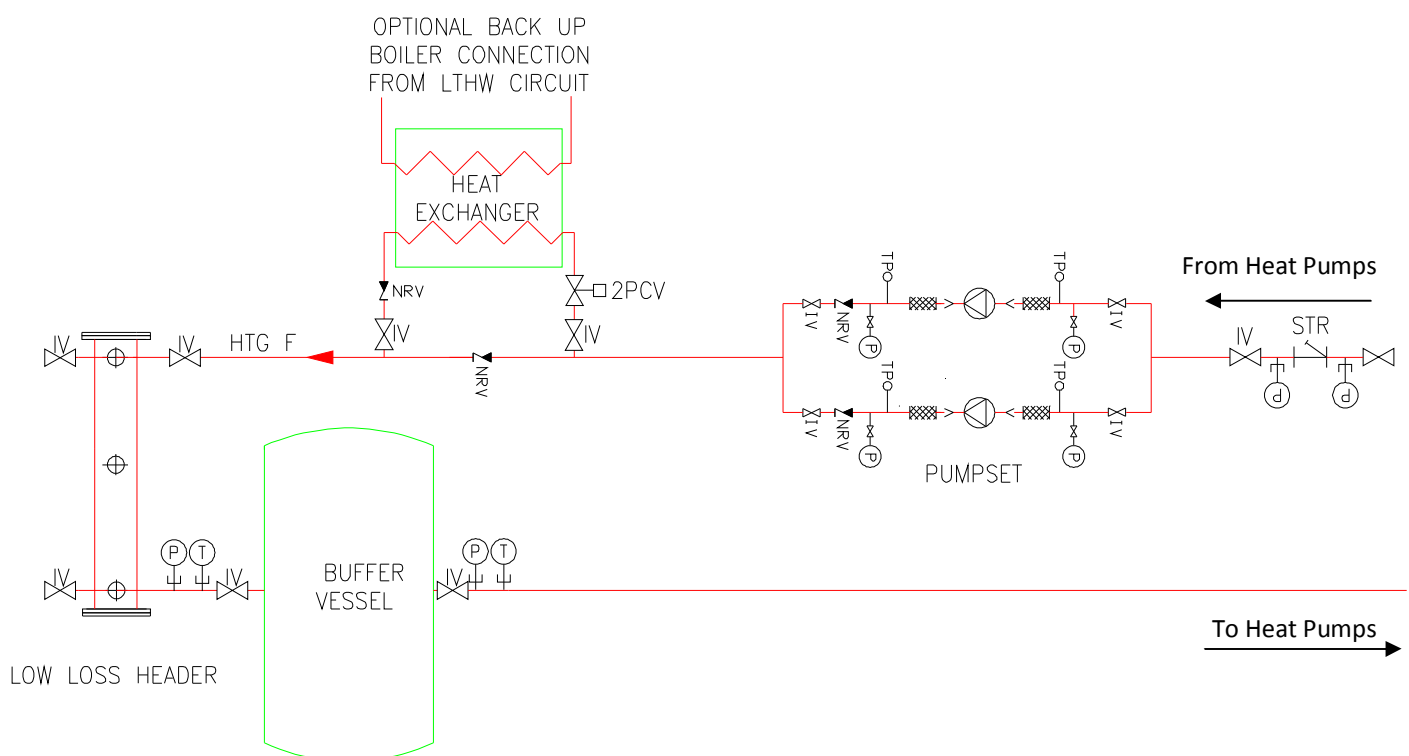 OPTIONAL BACK UP
BOILER CONNECTION
FROM LTHW CIRCUIT
HEAT
EXCHANGER
NRV
2PCV
IV
IV
TP
TP
From Heat Pumps
IV
NRV
IV
P
P
STR
IV
P
P
IV
IV
HTG F
NRV
TP
TP
IV
NRV
IV
P
P
PUMPSET
P
T
IV
IV
BUFFER
VESSEL
IV
P
T
To Heat Pumps
LOW LOSS HEADER